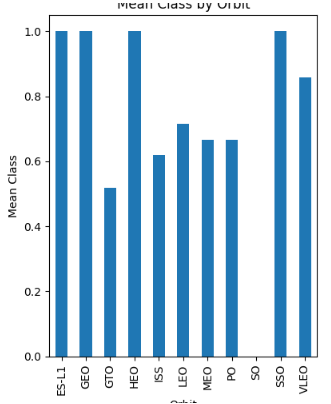 Mean Class by Orbit
1.0
0.8
0.6
0.4
0.2
0.0
Mean Class
ES-L1
GEO
GTO
HEO
ISS
LEO
MEO
PO
SO
SSO
VLEO
Orbit